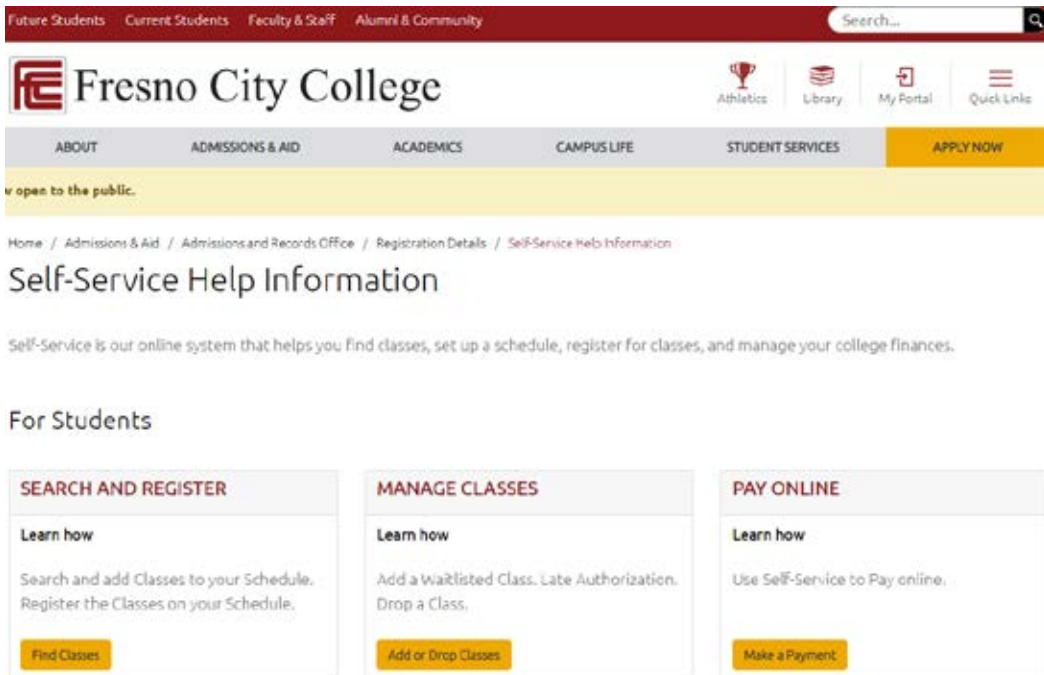 Future Students Current Students Faculty & Staff Alumni & Community Search...
Fresno City College
Athletics Library My Portal Quick Links
ABOUT ADMISSIONS & AID ACADEMICS CAMPUS LIFE STUDENT SERVICES APPLY NOW
open to the public.
Home / Admissions & Aid / Admissions and Records Office / Registration Details / Self-Service Help Information
Self-Service Help Information
Self-Service is our online system that helps you find classes, set up a schedule, register for classes, and manage your college finances.
For Students
SEARCH AND REGISTER MANAGE CLASSES PAY ONLINE
Learn how Learn how Learn how
Search and add Classes to your Schedule. Add a Waitlisted Class. Late Authorization. Use Self-Service to Pay online.
Register the Classes on your Schedule. Drop a Class.
Find Classes Add or Drop Classes Make a Payment